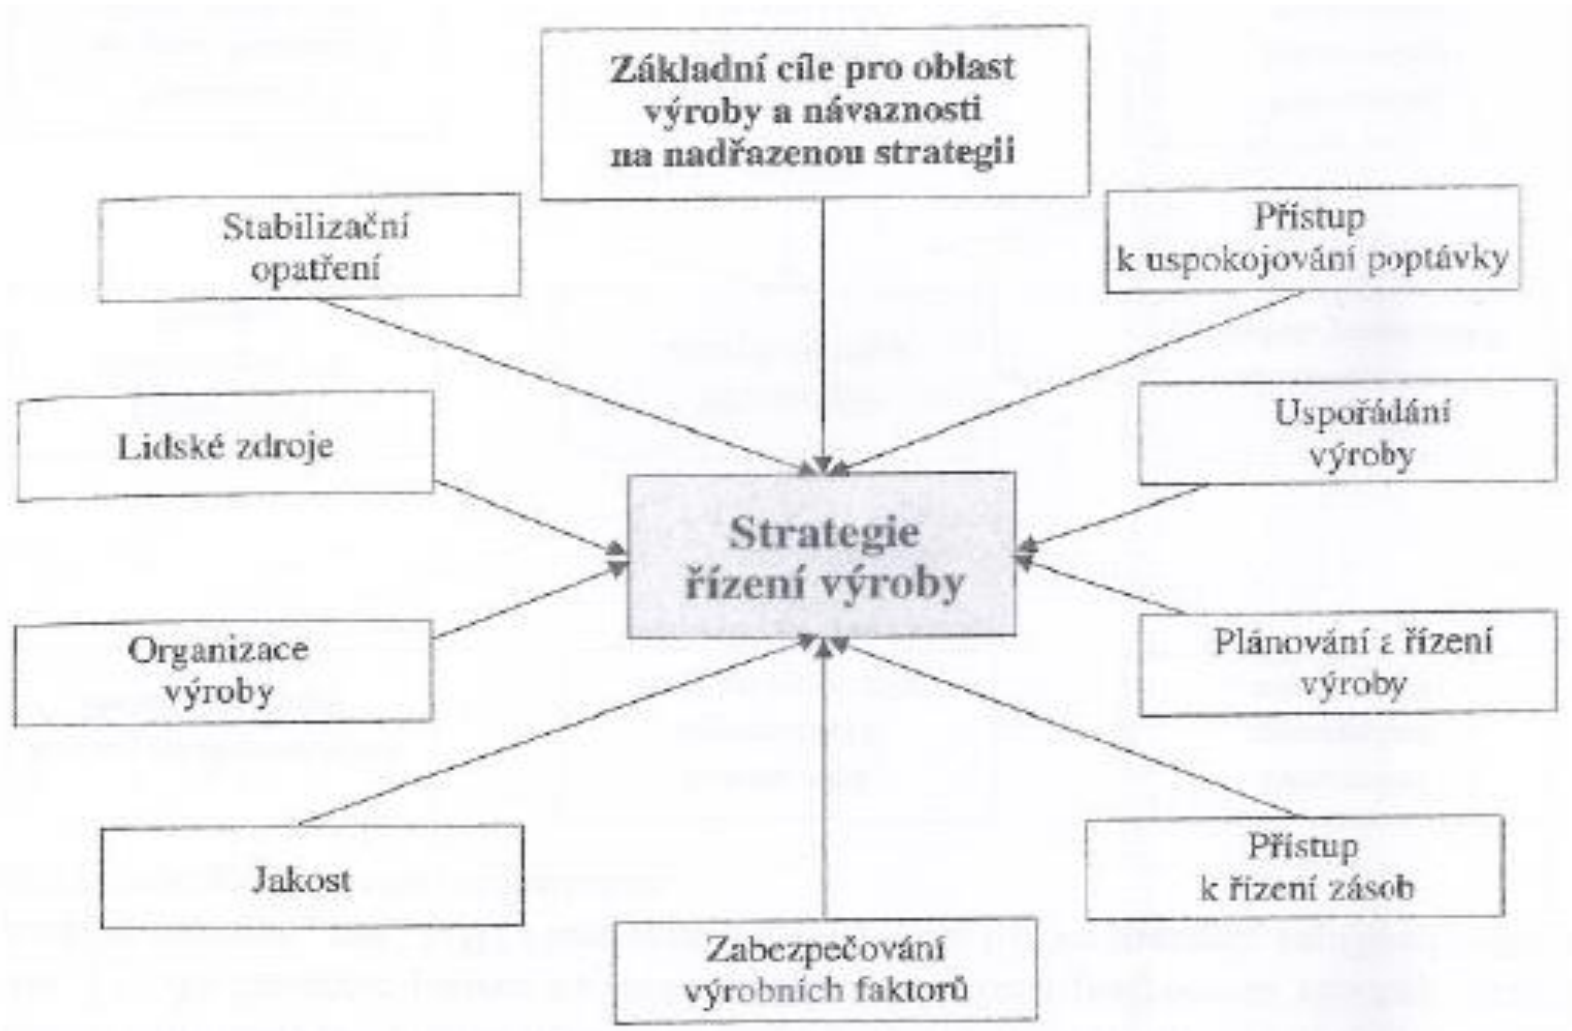 Základní cíle pro oblast
výroby a návaznosti
na nadřazenou strategii
Stabilizační
opatření
Přístup
k uspokojování poptávky
Lidské zdroje
Uspořádání
výroby
Strategie
řízení výroby
Organizace
výroby
Plánování a řízení
výroby
Jakost
Přístup
k řízení zásob
Zabezpečování
výrobních faktorů